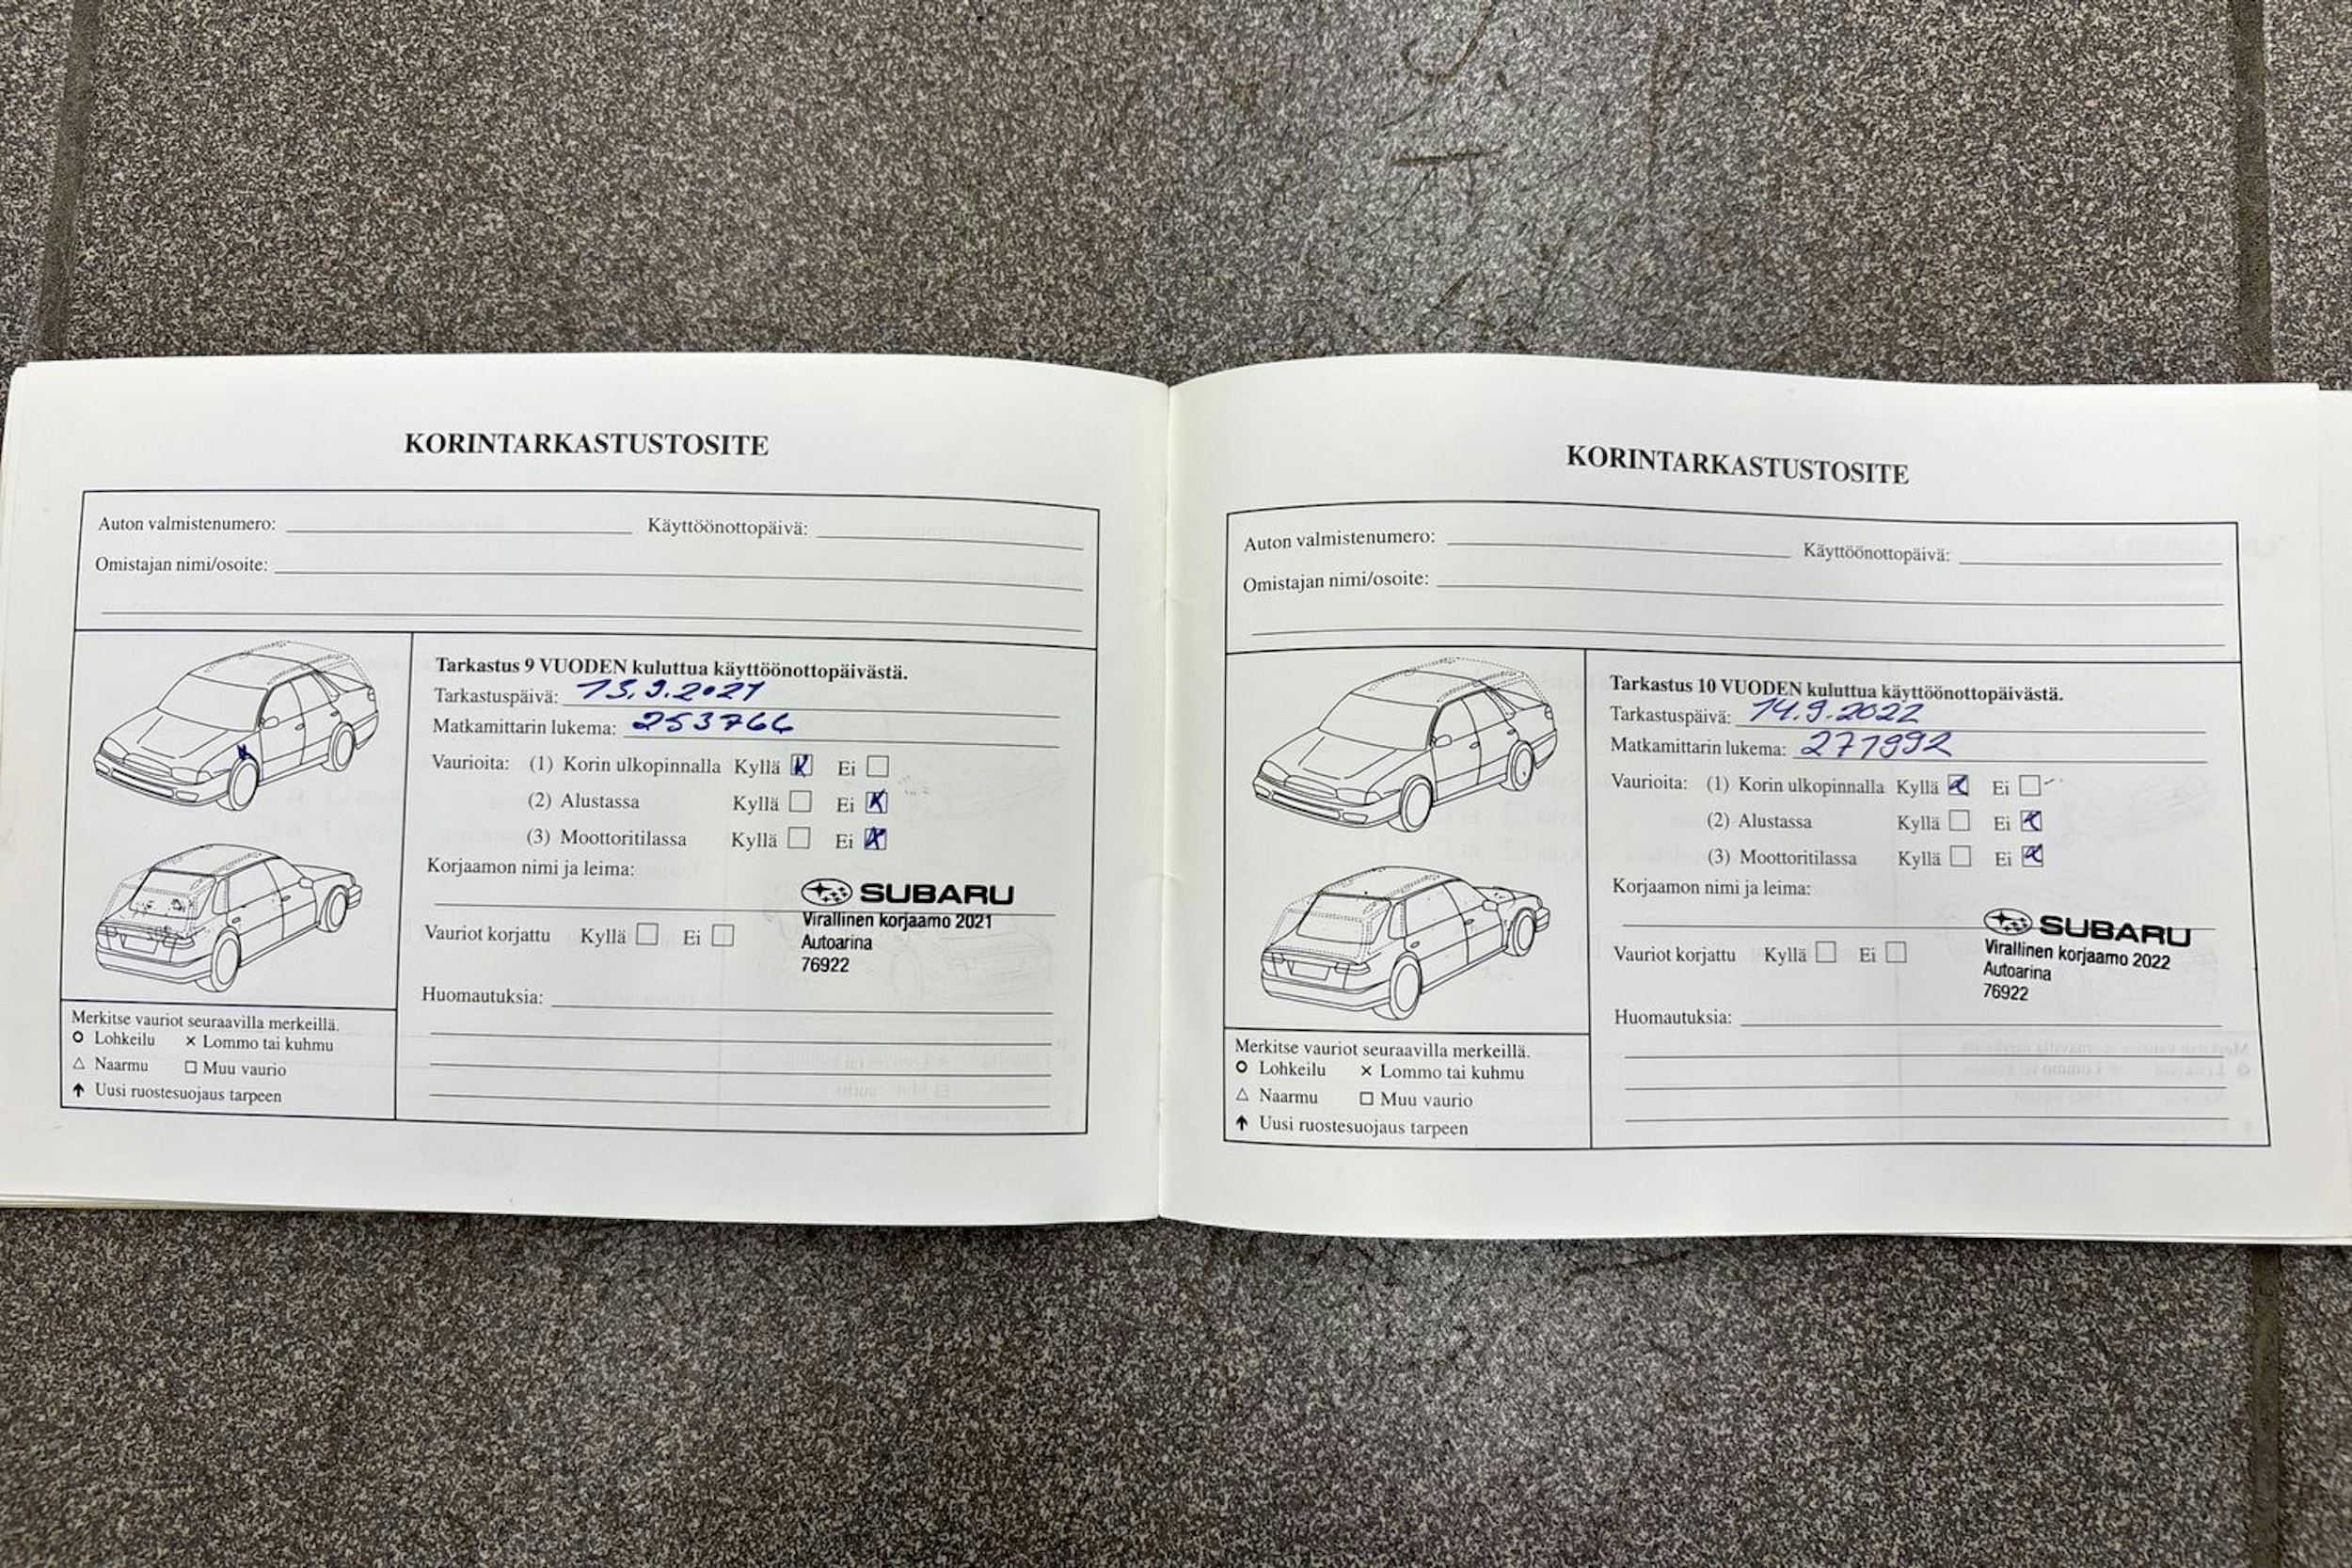 KORINTARKASTUSTOSITE
Auton valmistenumero: Käyttöönottopäivä:
Omistajan nimi/osoite:
Tarkastus 9 VUODEN kuluttua käyttöönottopäivästä.
Tarkastuspäivä: 13.9.2021
Matkamittarin lukema: 253766
Vaurioita: (1) Korin ulkopinnalla Kyllä Ei
(2) Alustassa Kyllä Ei
(3) Moottoritilassa Kyllä Ei
Korjaamon nimi ja leima:
SUBARU
Virallinen korjaamo 2021
Autoarina
76922
Vauriot korjattu Kyllä Ei
Huomautuksia:
Merkitse vauriot seuraavilla merkeillä.
Lohkeilu × Lommo tai kuhmu
△ Naarmu □ Muu vaurio
↑ Uusi ruostesuojaus tarpeen
KORINTARKASTUSTOSITE
Auton valmistenumero: Käyttöönottopäivä:
Omistajan nimi/osoite:
Tarkastus 10 VUODEN kuluttua käyttöönottopäivästä.
Tarkastuspäivä: 14.9.2022
Matkamittarin lukema: 271992
Vaurioita: (1) Korin ulkopinnalla Kyllä Ei
(2) Alustassa Kyllä Ei
(3) Moottoritilassa Kyllä Ei
Korjaamon nimi ja leima:
SUBARU
Virallinen korjaamo 2022
Autoarina
76922
Vauriot korjattu Kyllä Ei
Huomautuksia:
Merkitse vauriot seuraavilla merkeillä.
Lohkeilu × Lommo tai kuhmu
△ Naarmu □ Muu vaurio
↑ Uusi ruostesuojaus tarpeen